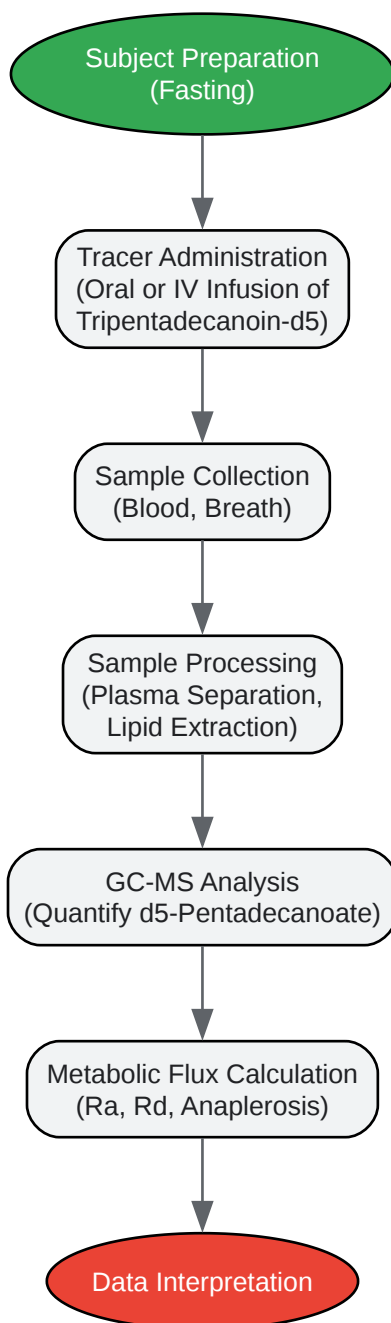 Subject Preparation
(Fasting)
Tracer Administration
(Oral or IV Infusion of
Tripentadecanoin-d5)
Sample Collection
(Blood, Breath)
Sample Processing
(Plasma Separation,
Lipid Extraction)
GC-MS Analysis
(Quantify d5-Pentadecanoate)
Metabolic Flux Calculation
(Ra, Rd, Anaplerosis)
Data Interpretation